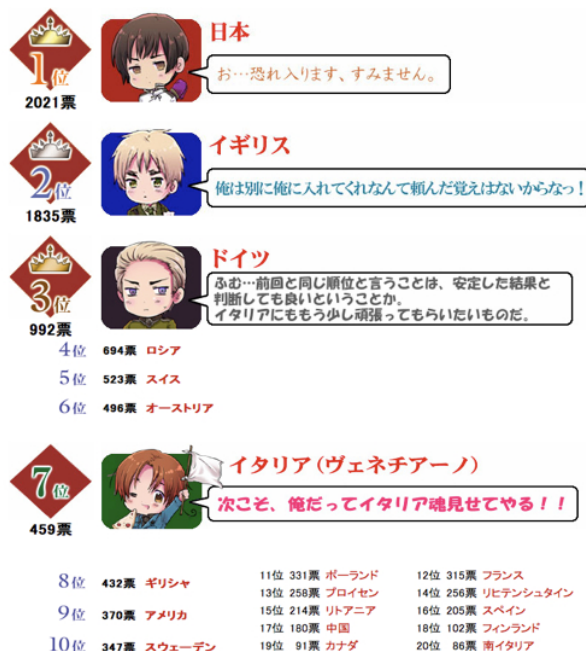 日本
1位
お…恐れ入ります、すみません。
2021票
イギリス
2位
俺は別に俺に入れてくれなんて頼んだ覚えはないからなっ！
1835票
ドイツ
3位
ふむ…前回と同じ順位と言うことは、安定した結果と
判断しても良いということか。
イタリアにももう少し頑張ってもらいたいものだ。
992票
4位 694票 ロシア
5位 523票 スイス
6位 496票 オーストリア
イタリア（ヴェネチアーノ）
7位
次こそ、俺だってイタリア魂見せてやる！！
459票
8位 432票 ギリシャ
9位 370票 アメリカ
10位 347票 スウェーデン
11位 331票 ポーランド
12位 315票 フランス
13位 258票 プロイセン
14位 256票 リヒテンシュタイン
15位 214票 リトアニア
16位 205票 スペイン
17位 180票 中国
18位 102票 フィンランド
19位 91票 カナダ
20位 86票 南イタリア